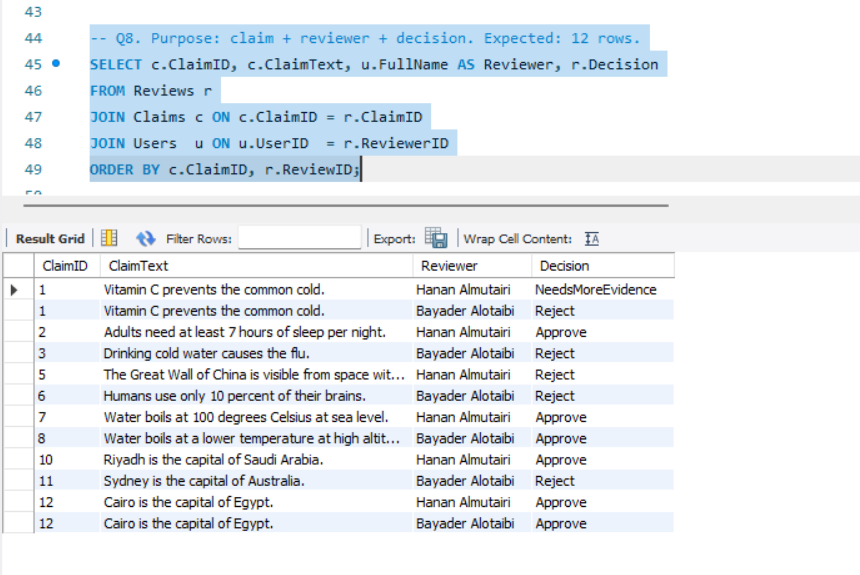 43
44 -- Q8. Purpose: claim + reviewer + decision. Expected: 12 rows.
45 SELECT c.ClaimID, c.ClaimText, u.FullName AS Reviewer, r.Decision
46 FROM Reviews r
47 JOIN Claims c ON c.ClaimID = r.ClaimID
48 JOIN Users  u ON u.UserID  = r.ReviewerID
49 ORDER BY c.ClaimID, r.ReviewID;
Result Grid Filter Rows: Export: Wrap Cell Content:
ClaimID ClaimText Reviewer Decision
1 Vitamin C prevents the common cold. Hanan Almutairi NeedsMoreEvidence
1 Vitamin C prevents the common cold. Bayader Alotaibi Reject
2 Adults need at least 7 hours of sleep per night. Hanan Almutairi Approve
3 Drinking cold water causes the flu. Bayader Alotaibi Reject
5 The Great Wall of China is visible from space wit... Hanan Almutairi Reject
6 Humans use only 10 percent of their brains. Bayader Alotaibi Reject
7 Water boils at 100 degrees Celsius at sea level. Hanan Almutairi Approve
8 Water boils at a lower temperature at high altit... Bayader Alotaibi Approve
10 Riyadh is the capital of Saudi Arabia. Hanan Almutairi Approve
11 Sydney is the capital of Australia. Bayader Alotaibi Reject
12 Cairo is the capital of Egypt. Hanan Almutairi Approve
12 Cairo is the capital of Egypt. Bayader Alotaibi Approve